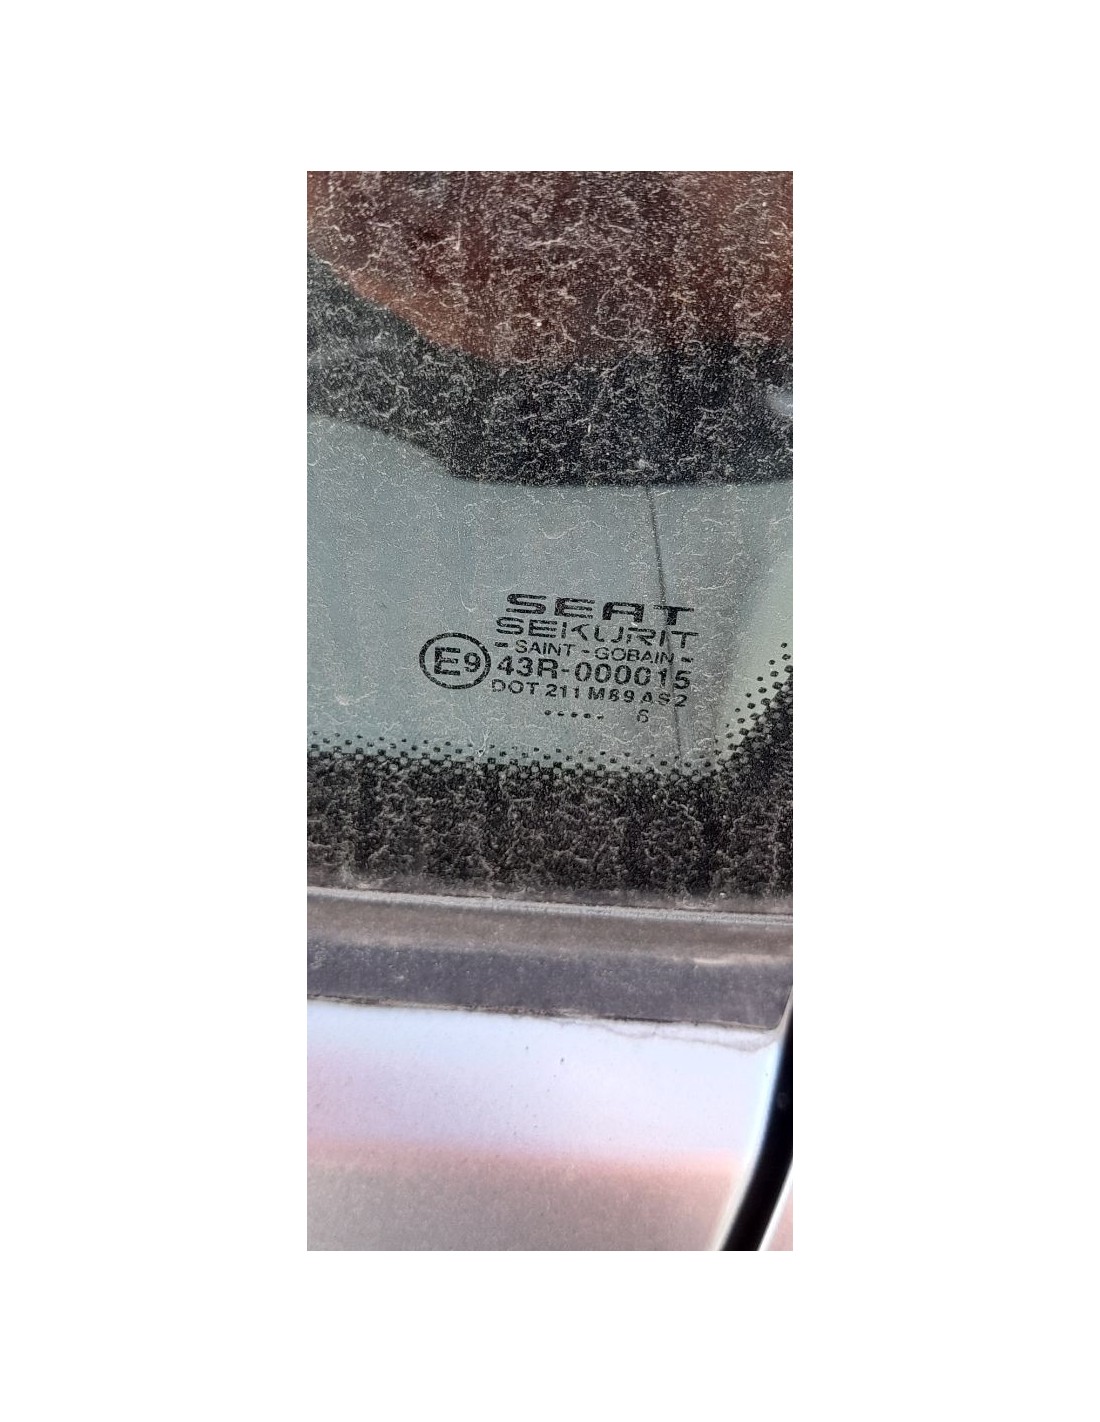 SEAT
SEKURIT
- SAINT - GOBAIN -
E9 43R-000015
DOT 211 M89 AS2
..... 6